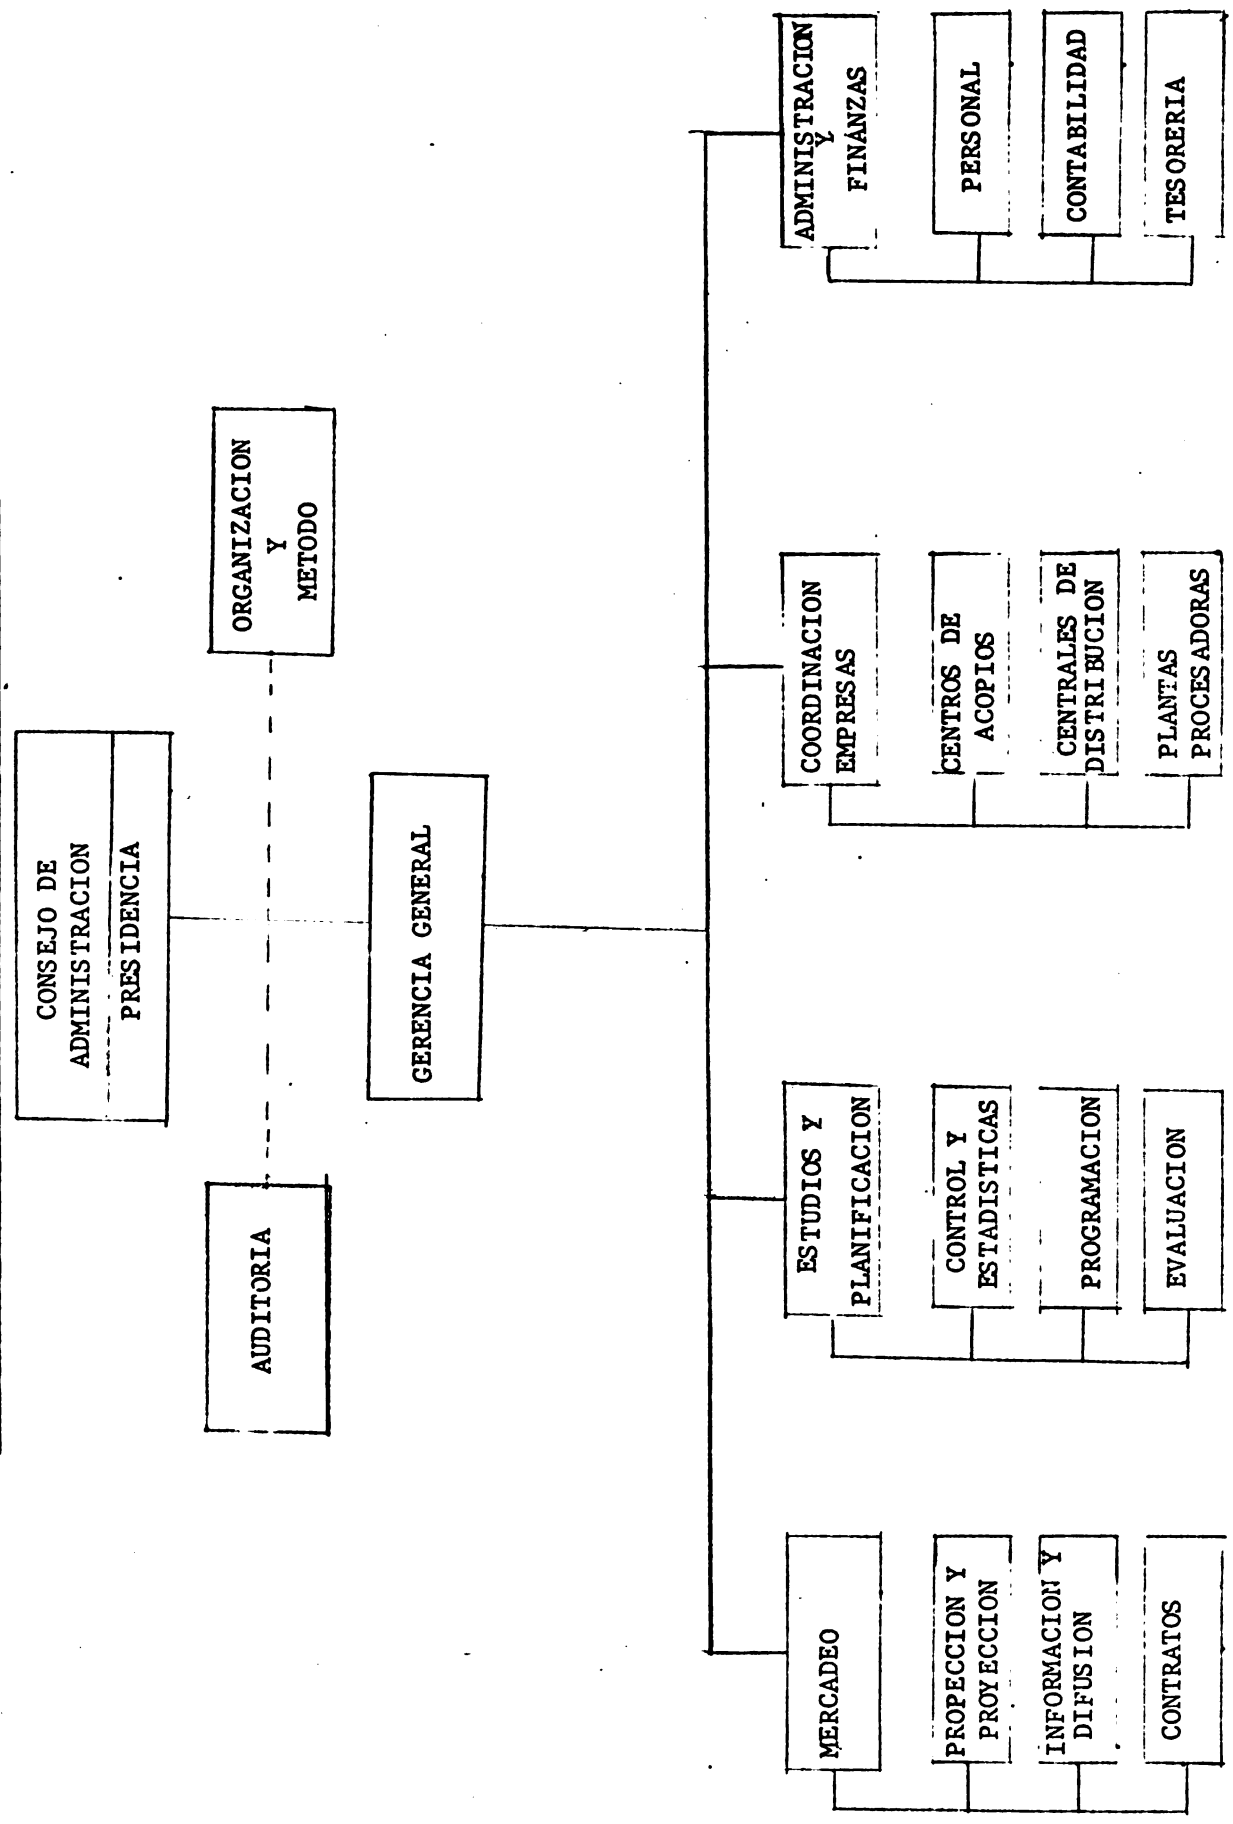 CONSEJO DE
ADMINISTRACION
PRESIDENCIA
AUDITORIA
ORGANIZACION
Y
METODO
GERENCIA GENERAL
MERCADEO
PROPECCION Y
PROYECCION
INFORMACION Y
DIFUSION
CONTRATOS
ESTUDIOS Y
PLANIFICACION
CONTROL Y
ESTADISTICAS
PROGRAMACION
EVALUACION
COORDINACION
EMPRESAS
CENTROS DE
ACOPIOS
CENTRALES DE
DISTRIBUCION
PLANTAS
PROCESADORAS
ADMINISTRACION
Y
FINANZAS
PERSONAL
CONTABILIDAD
TESORERIA